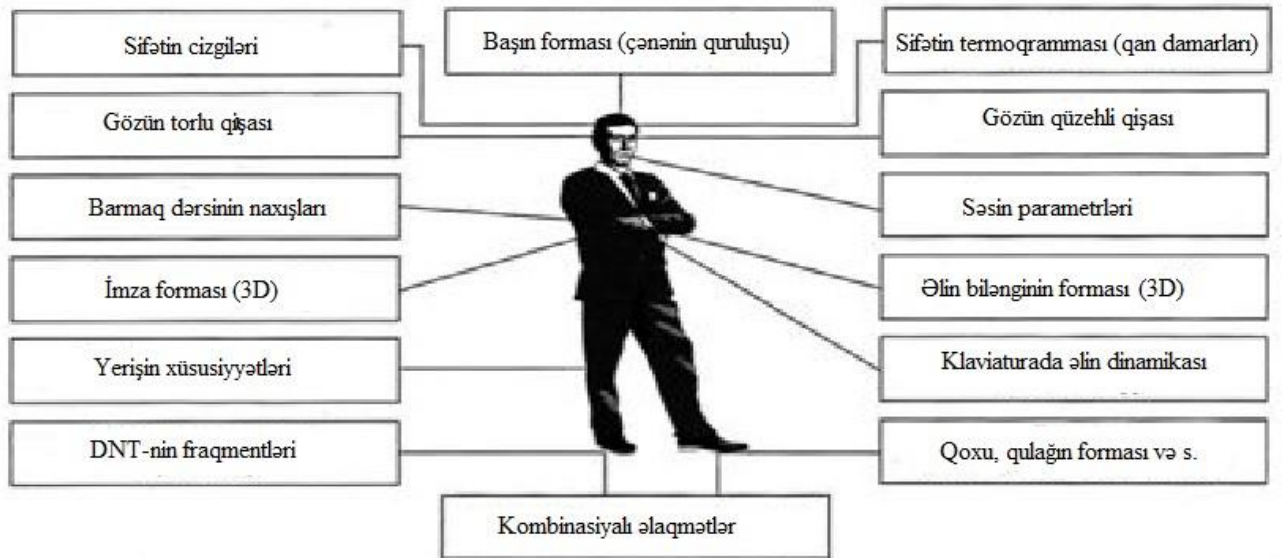 Sifətin cizgiləri
Başın forması (çənənin quruluşu)
Sifətin termoqramması (qan damarları)
Gözün torlu qişası
Gözün qüzehli qişası
Barmaq dərsinin naxışları
Səsin parametrləri
İmza forması (3D)
Əlin bilənginin forması (3D)
Yerişin xüsusiyyətləri
Klaviaturada əlin dinamikası
DNT-nin fraqmentləri
Qoxu, qulağın forması və s.
Kombinasiyalı əlaqmətlər